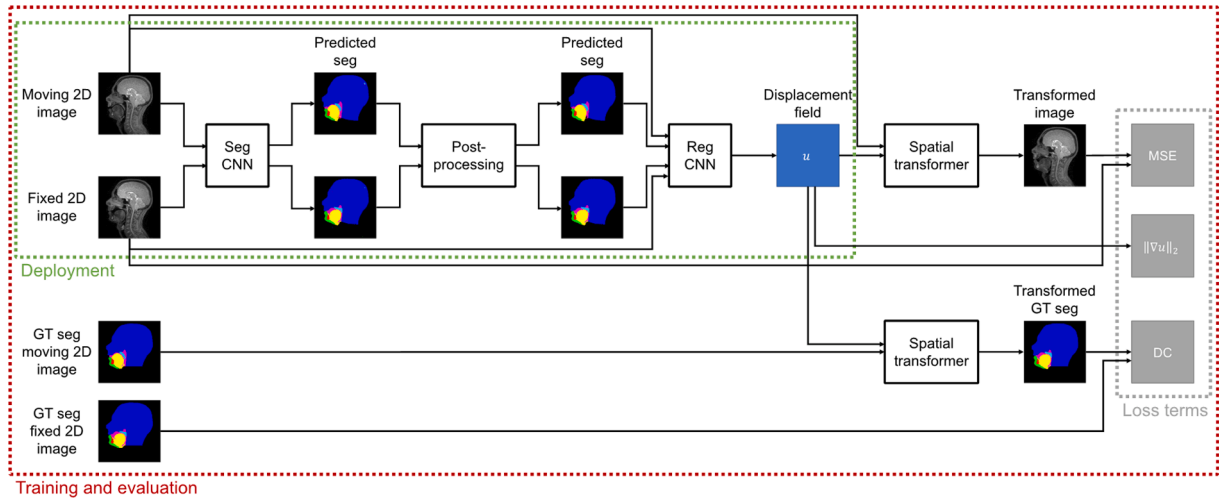 Predicted
seg
Predicted
seg
Moving 2D
image
Displacement
field
Transformed
image
Seg
CNN
Post-
processing
Reg
CNN
u
Spatial
transformer
MSE
Fixed 2D
image
‖∇u‖₂
Deployment
GT seg
moving 2D
image
Spatial
transformer
Transformed
GT seg
DC
GT seg
fixed 2D
image
Loss terms
Training and evaluation